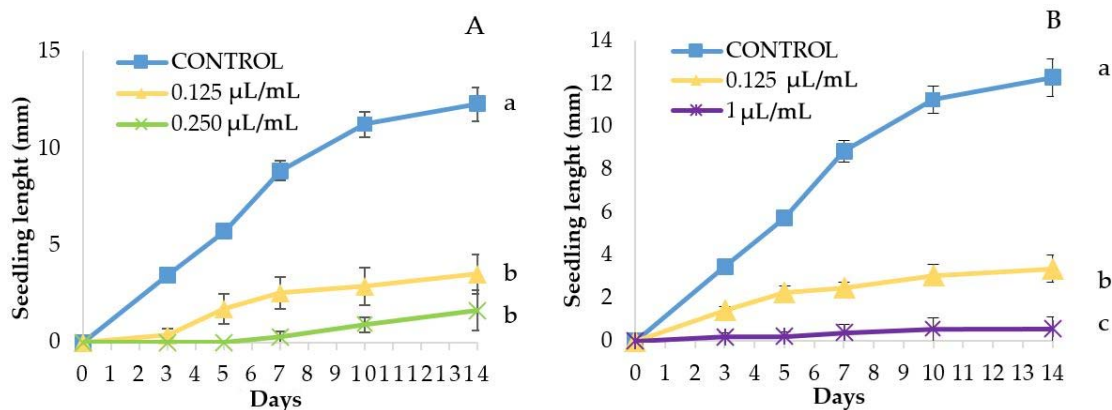 A
15
10
5
0
Seedling lenght (mm)
CONTROL
0.125 µL/mL
0.250 µL/mL
a
b
b
0 1 2 3 4 5 6 7 8 9 10 11 12 13 14
Days
B
14
12
10
8
6
4
2
0
Seedling lenght (mm)
CONTROL
0.125 µL/mL
1 µL/mL
a
b
c
0 1 2 3 4 5 6 7 8 9 10 11 12 13 14
Days